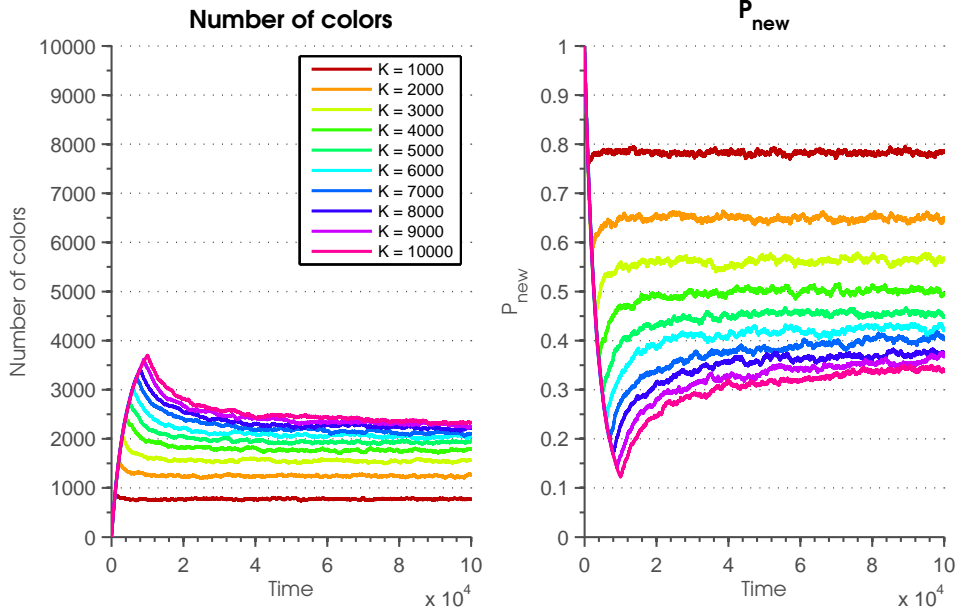 Number of colors
10000
9000
8000
7000
6000
5000
4000
3000
2000
1000
0
Number of colors
0
2
4
6
8
10
Time
x 10^4
K = 1000
K = 2000
K = 3000
K = 4000
K = 5000
K = 6000
K = 7000
K = 8000
K = 9000
K = 10000
P_new
1
0.9
0.8
0.7
0.6
0.5
0.4
0.3
0.2
0.1
0
P_new
0
2
4
6
8
10
Time
x 10^4